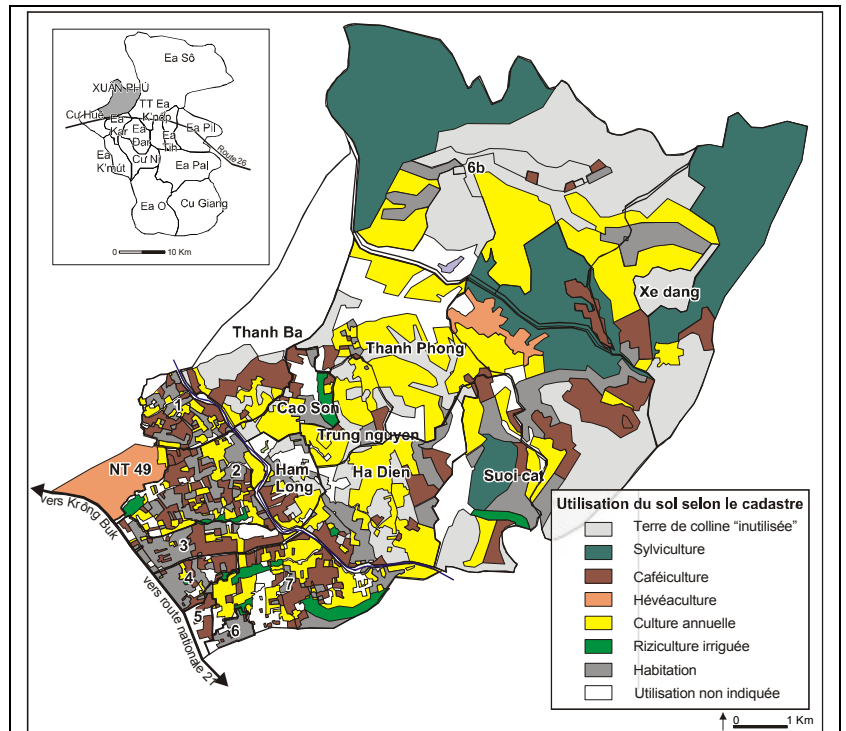 Ea Sô
XUÂN PHÚ
TT Ea
K'nốp
Cư Huê
Ea
Kar
Ea
Đar
Ea
Tih
Ea Pil
Route 26
Ea
K'mút
Cư Ni
Ea Pal
Ea O
Cu Giang
0 10 Km
6b
Xe dang
Thanh Ba
Thanh Phong
1
Cao Son
Trung nguyen
NT 49
2
Ham
Long
Ha Dien
Suoi cat
vers Krông Buk
3
4
7
5
6
vers route nationale 21
Utilisation du sol selon le cadastre
Terre de colline “inutilisée”
Sylviculture
Caféiculture
Hévéaculture
Culture annuelle
Riziculture irriguée
Habitation
Utilisation non indiquée
0 1 Km